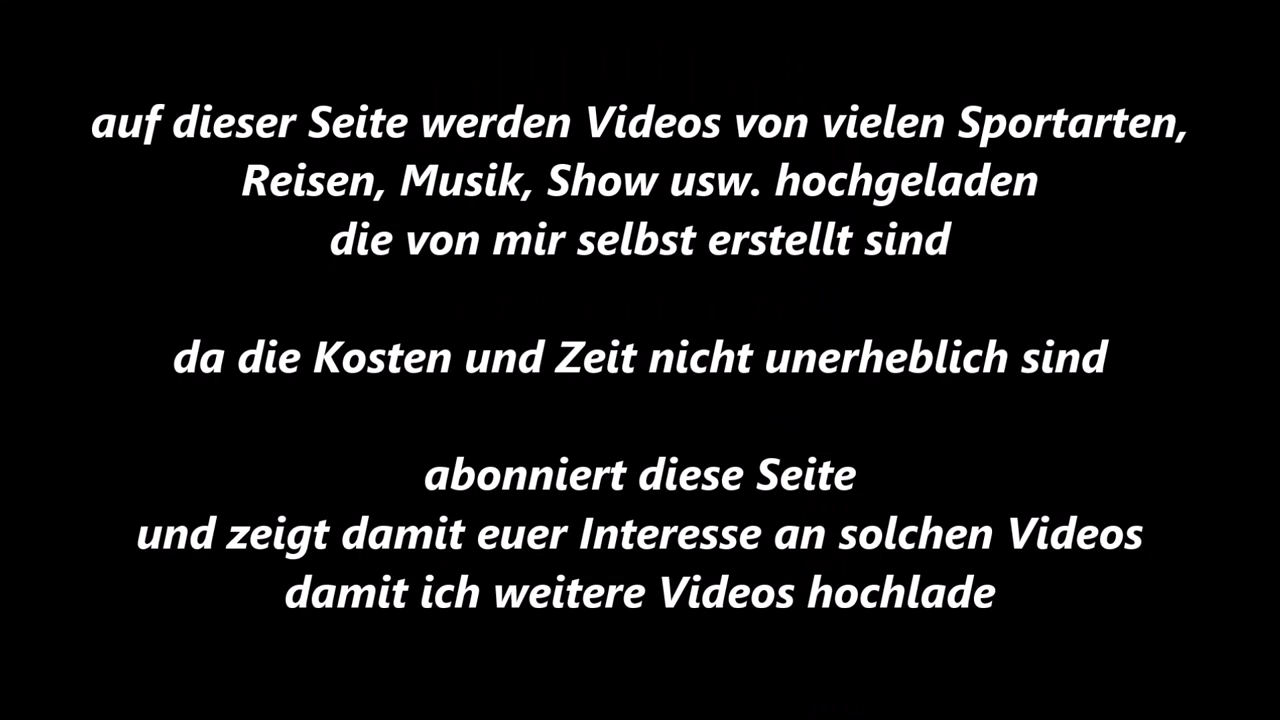 auf dieser Seite werden Videos von vielen Sportarten,
Reisen, Musik, Show usw. hochgeladen
die von mir selbst erstellt sind
da die Kosten und Zeit nicht unerheblich sind
abonniert diese Seite
und zeigt damit euer Interesse an solchen Videos
damit ich weitere Videos hochlade